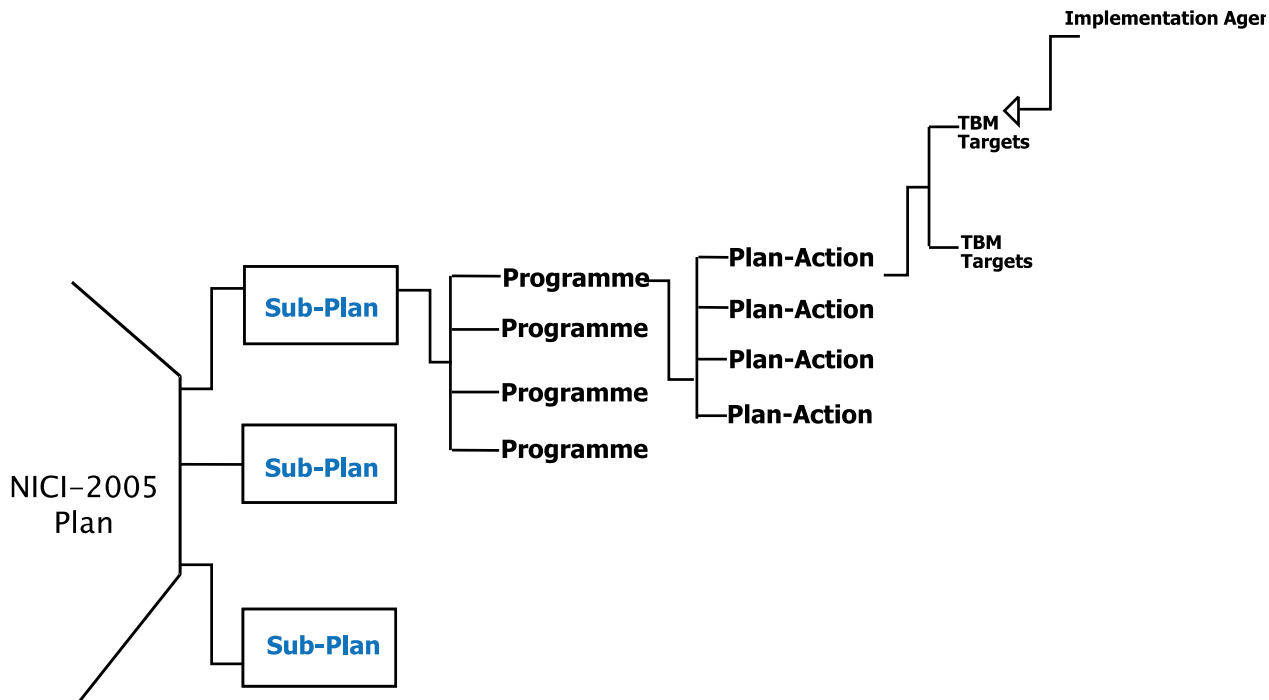 Implementation Agen
TBM
Targets
TBM
Targets
Plan-Action
Plan-Action
Plan-Action
Plan-Action
Programme
Programme
Programme
Programme
Sub-Plan
Sub-Plan
Sub-Plan
NICI-2005
Plan